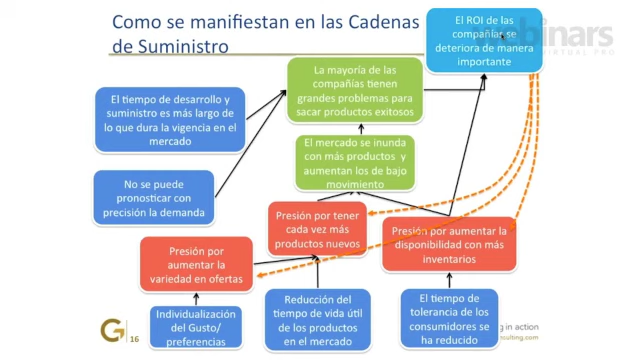 Como se manifiestan en las Cadenas
de Suministro
El ROI de las
compañías se
deteriora de manera
importante
La mayoría de las
compañías tienen
grandes problemas para
sacar productos exitosos
El tiempo de desarrollo y
suministro es más largo de
lo que dura la vigencia en el
mercado
El mercado se inunda
con más productos y
aumentan los de bajo
movimiento
No se puede
pronosticar con
precisión la demanda
Presión por tener
cada vez más
productos nuevos
Presión por aumentar la
disponibilidad con más
inventarios
Presión por
aumentar la
variedad en ofertas
Individualización
del Gusto/
preferencias
Reducción del
tiempo de vida útil
de los productos
en el mercado
El tiempo de
tolerancia de los
consumidores se
ha reducido
G
16
in action